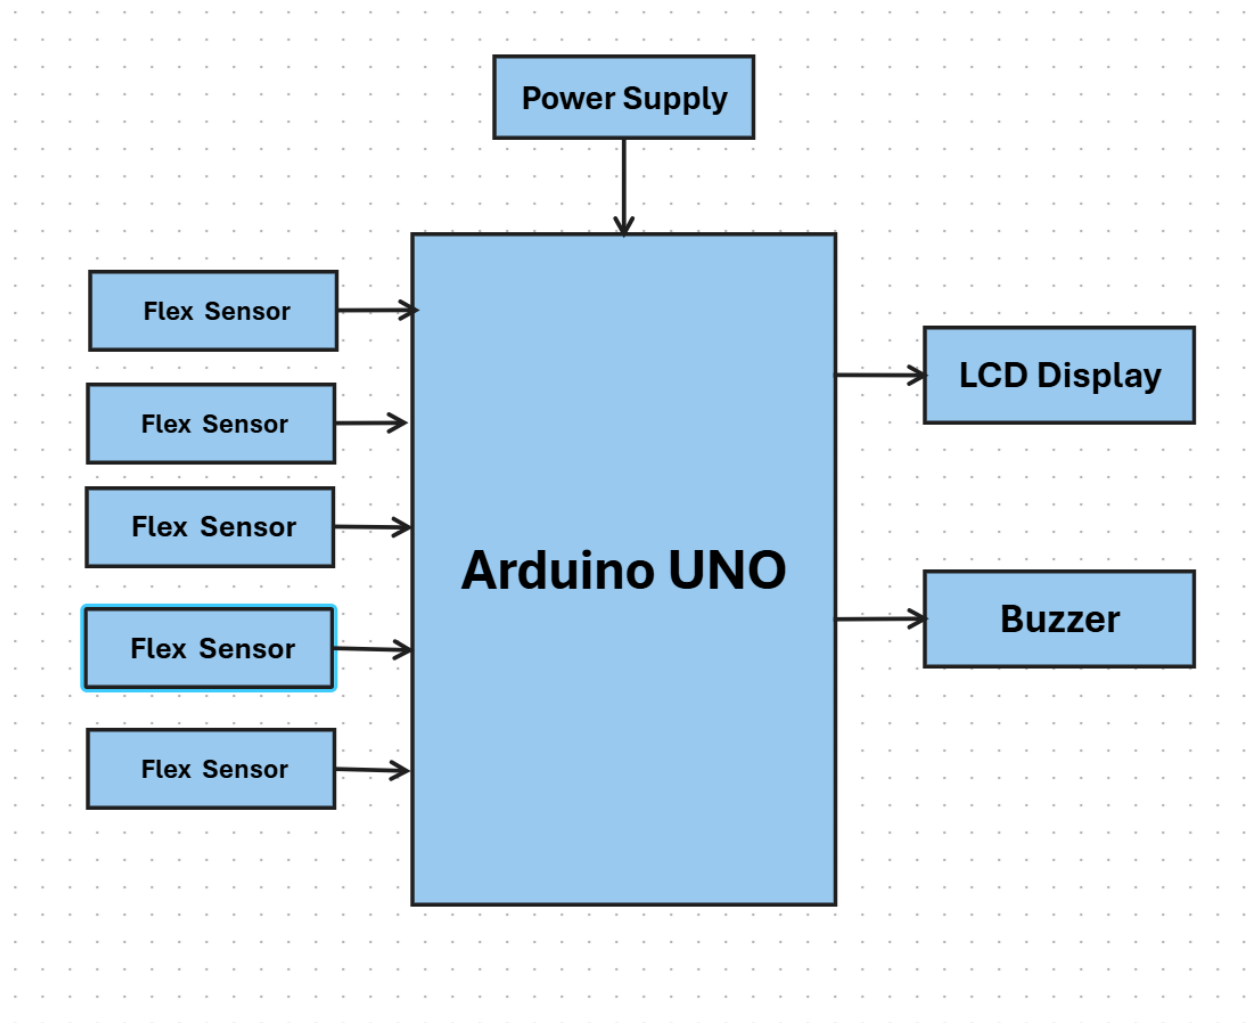 Power Supply
Flex Sensor
Flex Sensor
Flex Sensor
Flex Sensor
Flex Sensor
Arduino UNO
LCD Display
Buzzer